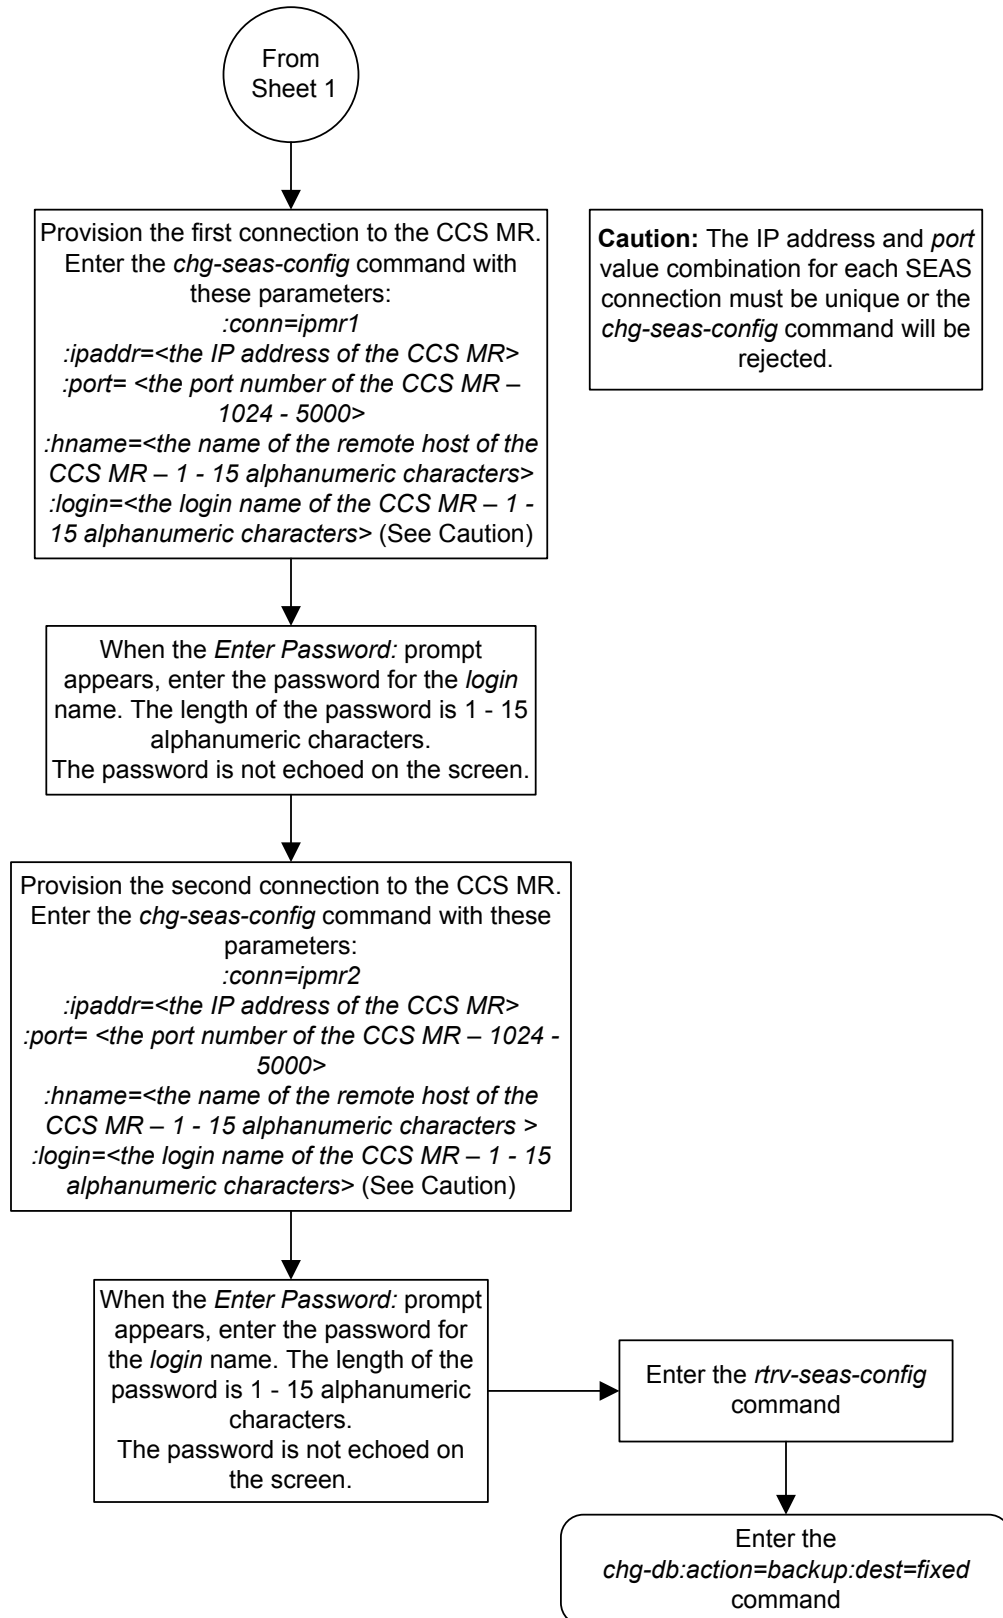 From
Sheet 1
Provision the first connection to the CCS MR.
Enter the chg-seas-config command with
these parameters:
:conn=ipmr1
:ipaddr=<the IP address of the CCS MR>
:port= <the port number of the CCS MR –
1024 - 5000>
:hname=<the name of the remote host of the
CCS MR – 1 - 15 alphanumeric characters>
:login=<the login name of the CCS MR – 1 -
15 alphanumeric characters> (See Caution)
Caution: The IP address and port
value combination for each SEAS
connection must be unique or the
chg-seas-config command will be
rejected.
When the Enter Password: prompt
appears, enter the password for the login
name. The length of the password is 1 - 15
alphanumeric characters.
The password is not echoed on the screen.
Provision the second connection to the CCS MR.
Enter the chg-seas-config command with these
parameters:
:conn=ipmr2
:ipaddr=<the IP address of the CCS MR>
:port= <the port number of the CCS MR – 1024 -
5000>
:hname=<the name of the remote host of the
CCS MR – 1 - 15 alphanumeric characters >
:login=<the login name of the CCS MR – 1 - 15
alphanumeric characters> (See Caution)
When the Enter Password: prompt
appears, enter the password for
the login name. The length of the
password is 1 - 15 alphanumeric
characters.
The password is not echoed on
the screen.
Enter the rtrv-seas-config
command
Enter the
chg-db:action=backup:dest=fixed
command